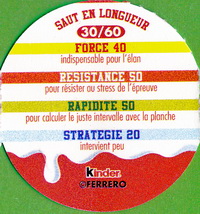 SAUT EN LONGUEUR
30/60
FORCE 40
indispensable pour l'élan
RESISTANCE 50
pour résister au stress de l'épreuve
RAPIDITE 50
pour calculer le juste intervalle avec la planche
STRATEGIE 20
intervient peu
kinder
©FERRERO